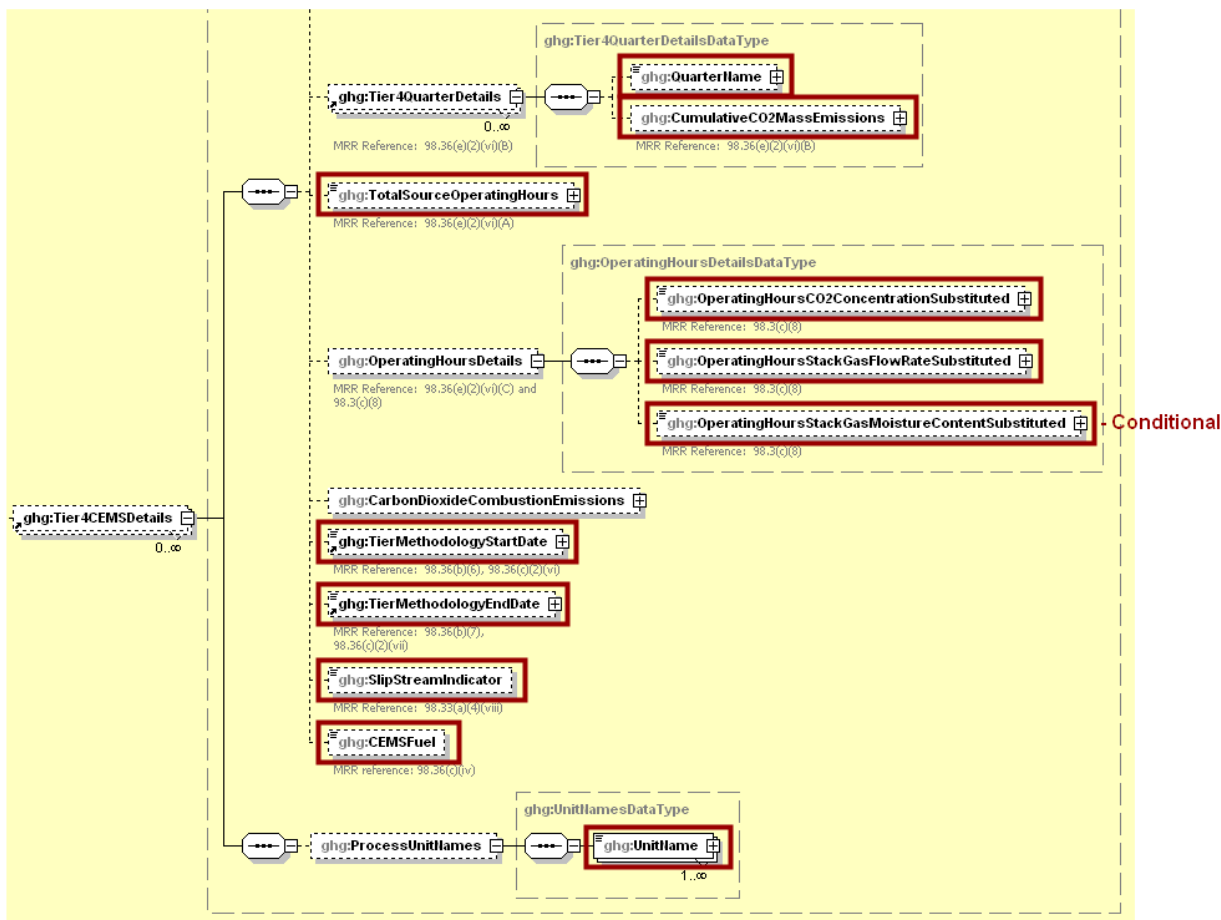 ghg:Tier4QuarterDetailsDataType
ghg:QuarterName
ghg:Tier4QuarterDetails
0..∞
ghg:CumulativeCO2MassEmissions
MRR Reference: 98.36(e)(2)(vi)(B)
MRR Reference: 98.36(e)(2)(vi)(B)
ghg:TotalSourceOperatingHours
MRR Reference: 98.36(e)(2)(vi)(A)
ghg:OperatingHoursDetailsDataType
ghg:OperatingHoursCO2ConcentrationSubstituted
MRR Reference: 98.3(c)(8)
ghg:OperatingHoursDetails
ghg:OperatingHoursStackGasFlowRateSubstituted
MRR Reference: 98.36(e)(2)(vi)(C) and
98.3(c)(8)
MRR Reference: 98.3(c)(8)
ghg:OperatingHoursStackGasMoistureContentSubstituted
- Conditional
MRR Reference: 98.3(c)(8)
ghg:CarbonDioxideCombustionEmissions
ghg:Tier4CEMSDetails
0..∞
ghg:TierMethodologyStartDate
MRR Reference: 98.36(b)(6), 98.36(c)(2)(vi)
ghg:TierMethodologyEndDate
MRR Reference: 98.36(b)(7),
98.36(c)(2)(vii)
ghg:SlipStreamIndicator
MRR Reference: 98.33(a)(4)(viii)
ghg:CEMSFuel
MRR reference: 98.36(c)(iv)
ghg:UnitNamesDataType
ghg:ProcessUnitNames
ghg:UnitName
1..∞